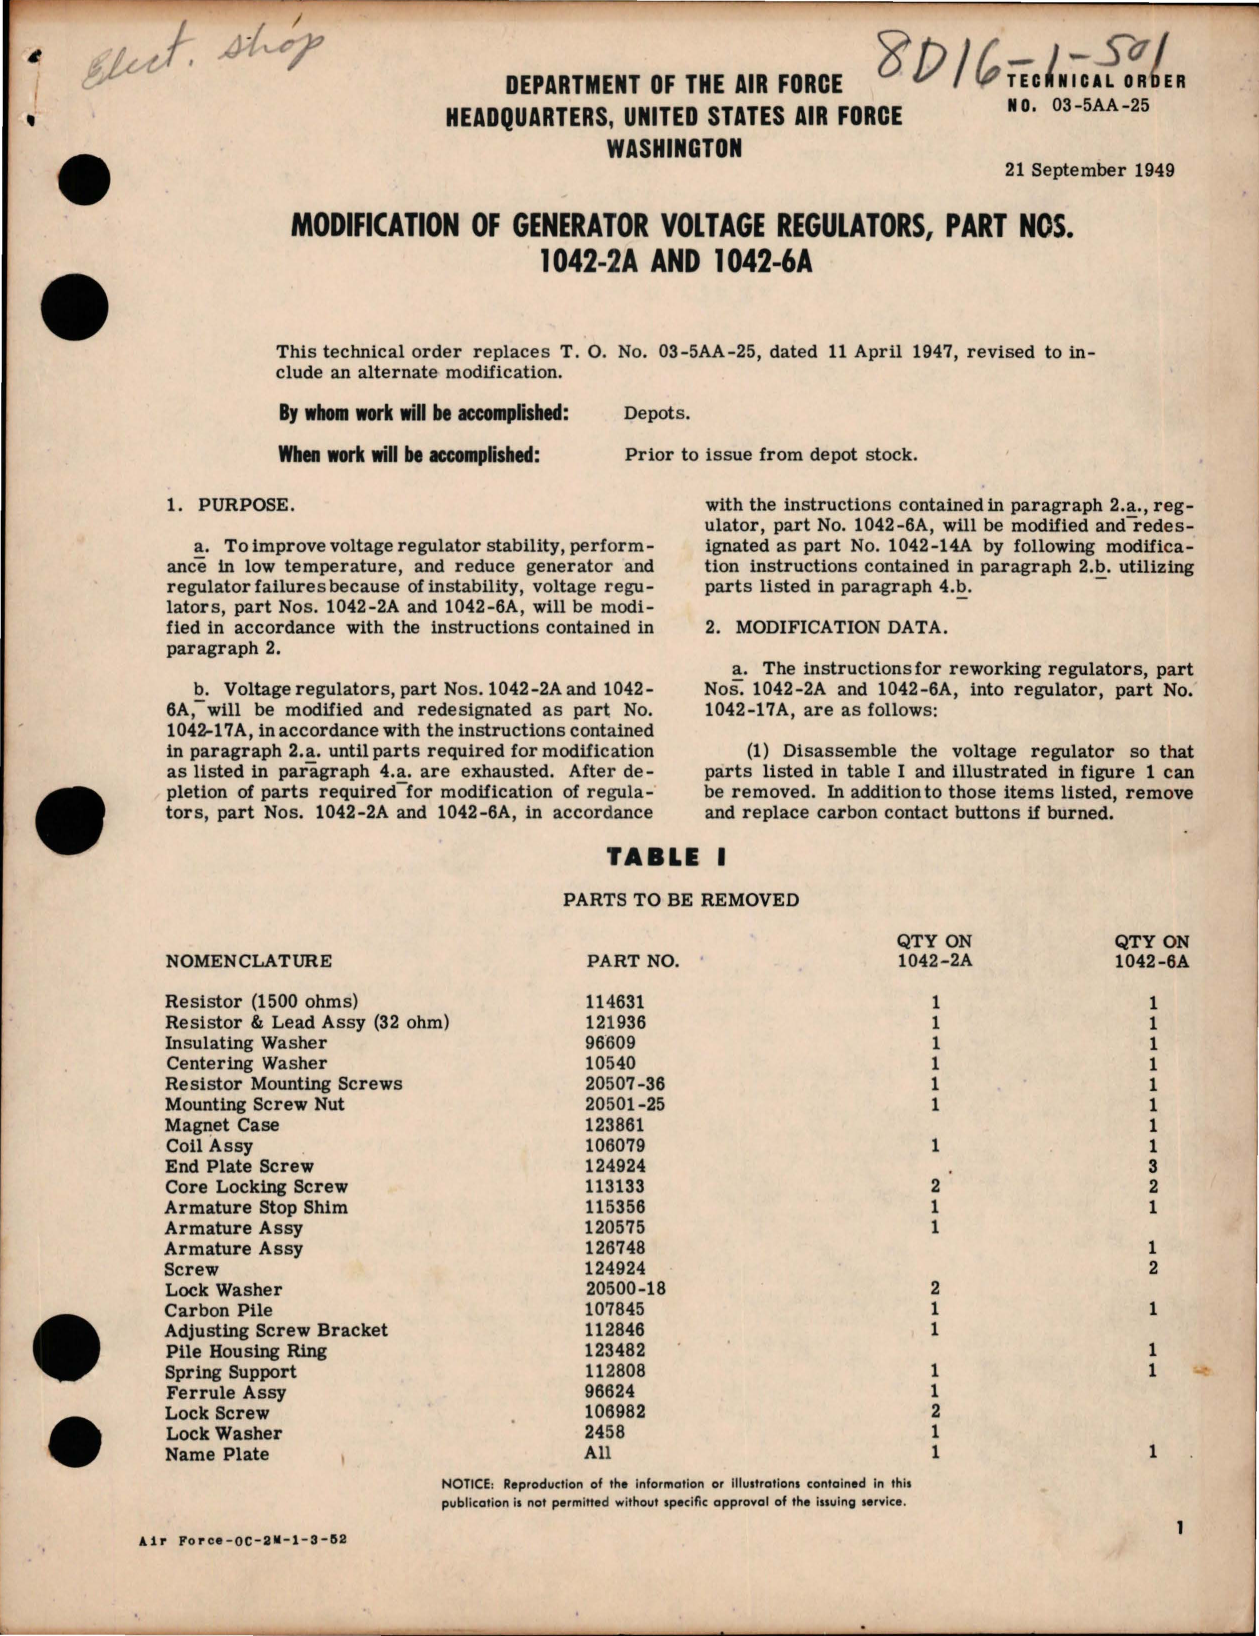 Elect. Shop
8D16-1-501
DEPARTMENT OF THE AIR FORCE
HEADQUARTERS, UNITED STATES AIR FORCE
WASHINGTON
TECHNICAL ORDER
NO. 03-5AA-25
21 September 1949
MODIFICATION OF GENERATOR VOLTAGE REGULATORS, PART NOS.
1042-2A AND 1042-6A
This technical order replaces T. O. No. 03-5AA-25, dated 11 April 1947, revised to in-
clude an alternate modification.
By whom work will be accomplished: Depots.
When work will be accomplished: Prior to issue from depot stock.
1. PURPOSE.
a. To improve voltage regulator stability, perform-
ance in low temperature, and reduce generator and
regulator failures because of instability, voltage regu-
lators, part Nos. 1042-2A and 1042-6A, will be modi-
fied in accordance with the instructions contained in
paragraph 2.
b. Voltage regulators, part Nos. 1042-2A and 1042-
6A, will be modified and redesignated as part No.
1042-17A, in accordance with the instructions contained
in paragraph 2.a. until parts required for modification
as listed in paragraph 4.a. are exhausted. After de-
pletion of parts required for modification of regula-
tors, part Nos. 1042-2A and 1042-6A, in accordance
with the instructions contained in paragraph 2.a., reg-
ulator, part No. 1042-6A, will be modified and redes-
ignated as part No. 1042-14A by following modifica-
tion instructions contained in paragraph 2.b. utilizing
parts listed in paragraph 4.b.
2. MODIFICATION DATA.
a. The instructions for reworking regulators, part
Nos. 1042-2A and 1042-6A, into regulator, part No.
1042-17A, are as follows:
(1) Disassemble the voltage regulator so that
parts listed in table I and illustrated in figure 1 can
be removed. In addition to those items listed, remove
and replace carbon contact buttons if burned.
TABLE I
PARTS TO BE REMOVED
QTY ON QTY ON
NOMENCLATURE PART NO. 1042-2A 1042-6A
Resistor (1500 ohms) 114631 1 1
Resistor & Lead Assy (32 ohm) 121936 1 1
Insulating Washer 96609 1 1
Centering Washer 10540 1 1
Resistor Mounting Screws 20507-36 1 1
Mounting Screw Nut 20501-25 1 1
Magnet Case 123861 1
Coil Assy 106079 1 1
End Plate Screw 124924 3
Core Locking Screw 113133 2 2
Armature Stop Shim 115356 1 1
Armature Assy 120575 1
Armature Assy 126748 1
Screw 124924 2
Lock Washer 20500-18 2
Carbon Pile 107845 1 1
Adjusting Screw Bracket 112846 1
Pile Housing Ring 123482 1
Spring Support 112808 1 1
Ferrule Assy 96624 1
Lock Screw 106982 2
Lock Washer 2458 1
Name Plate All 1 1
NOTICE: Reproduction of the information or illustrations contained in this
publication is not permitted without specific approval of the issuing service.
Air Force-OC-2M-1-3-52
1